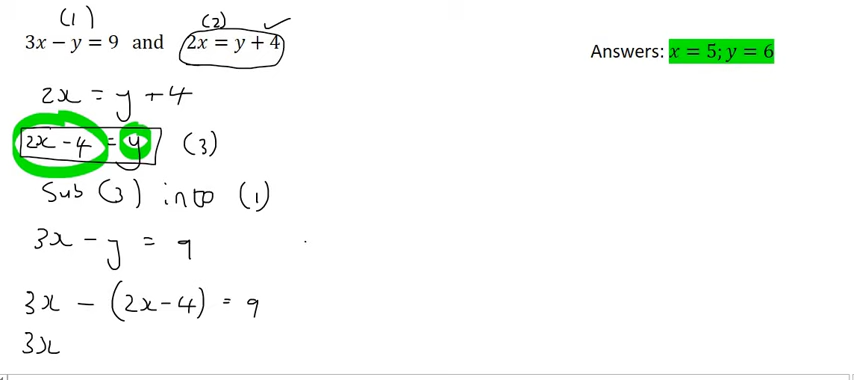 (1) (2)
3x − y = 9 and 2x = y + 4
Answers: x = 5; y = 6
2x = y + 4
2x − 4 = y (3)
Sub (3) into (1)
3x − y = 9
3x − (2x − 4) = 9
3x